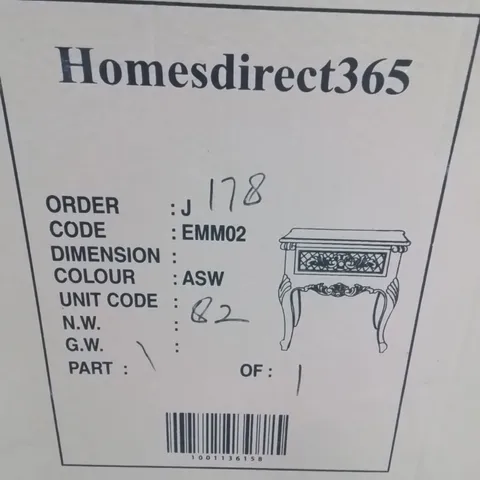 Homesdirect365
ORDER : J 178
CODE : EMM02
DIMENSION :
COLOUR : ASW
UNIT CODE : 82
N.W. :
G.W. :
PART : 1 OF : 1
1001136158